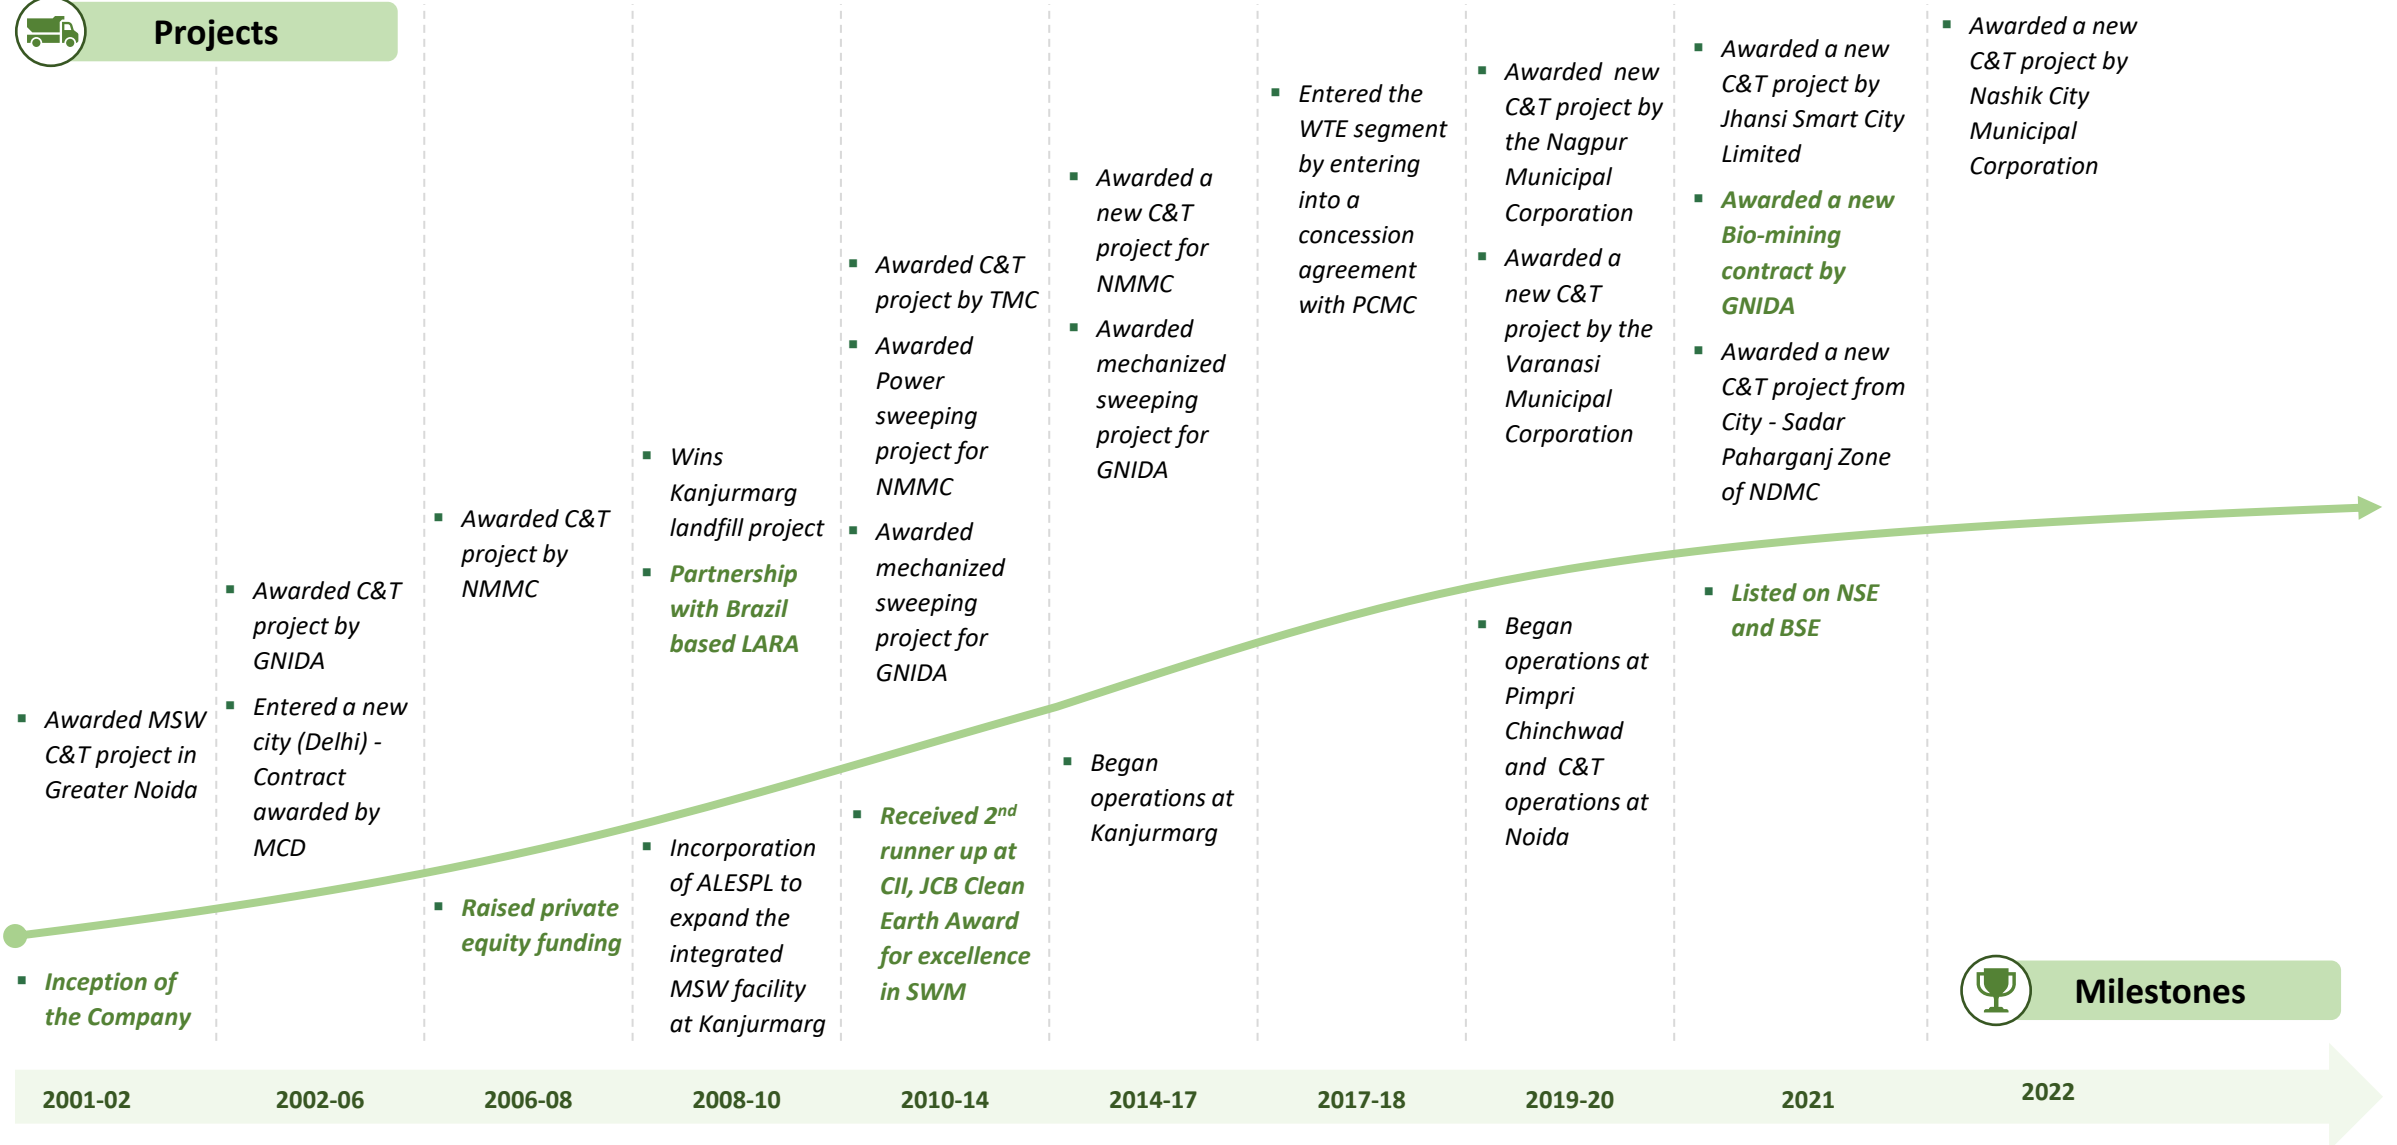 Projects
Awarded MSW
C&T project in
Greater Noida
Inception of
the Company
2001-02
Awarded C&T
project by
GNIDA
Entered a new
city (Delhi) -
Contract
awarded by
MCD
2002-06
Awarded C&T
project by
NMMC
Raised private
equity funding
2006-08
Wins
Kanjurmarg
landfill project
Partnership
with Brazil
based LARA
Incorporation
of ALESPL to
expand the
integrated
MSW facility
at Kanjurmarg
2008-10
Awarded C&T
project by TMC
Awarded
Power
sweeping
project for
NMMC
Awarded
mechanized
sweeping
project for
GNIDA
Received 2nd
runner up at
CII, JCB Clean
Earth Award
for excellence
in SWM
2010-14
Awarded a
new C&T
project for
NMMC
Awarded
mechanized
sweeping
project for
GNIDA
Began
operations at
Kanjurmarg
2014-17
Entered the
WTE segment
by entering
into a
concession
agreement
with PCMC
2017-18
Awarded  new
C&T project by
the Nagpur
Municipal
Corporation
Awarded a
new C&T
project by the
Varanasi
Municipal
Corporation
Began
operations at
Pimpri
Chinchwad
and  C&T
operations at
Noida
2019-20
Awarded a new
C&T project by
Jhansi Smart City
Limited
Awarded a new
Bio-mining
contract by
GNIDA
Awarded a new
C&T project from
City - Sadar
Paharganj Zone
of NDMC
Listed on NSE
and BSE
2021
Awarded a new
C&T project by
Nashik City
Municipal
Corporation
Milestones
2022